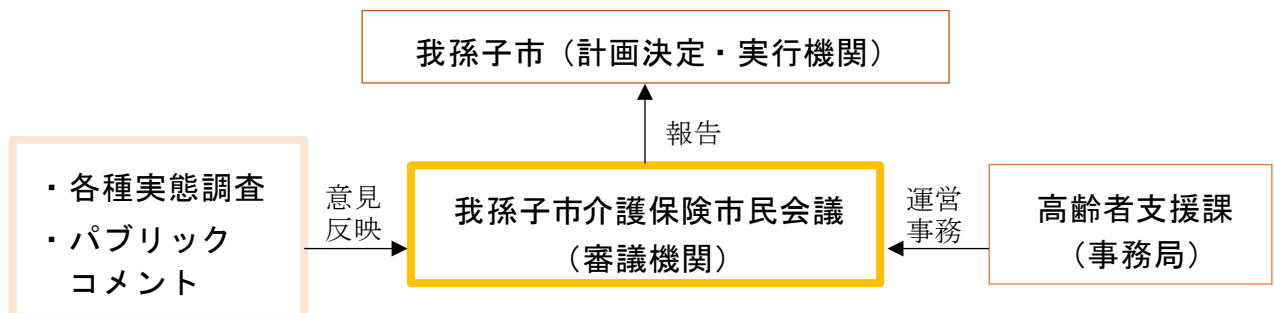 我孫子市（計画決定・実行機関）
報告
・各種実態調査
・パブリック
コメント
意見
反映
我孫子市介護保険市民会議
（審議機関）
運営
事務
高齢者支援課
（事務局）